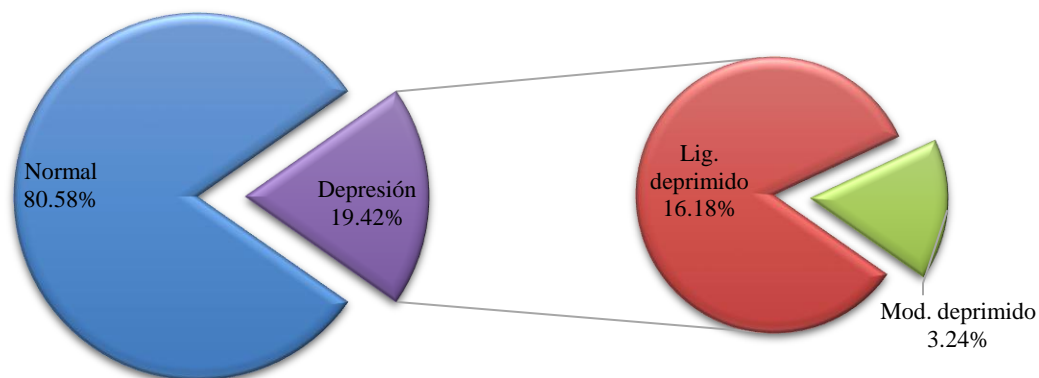 Normal
80.58%
Depresión
19.42%
Lig.
deprimido
16.18%
Mod. deprimido
3.24%